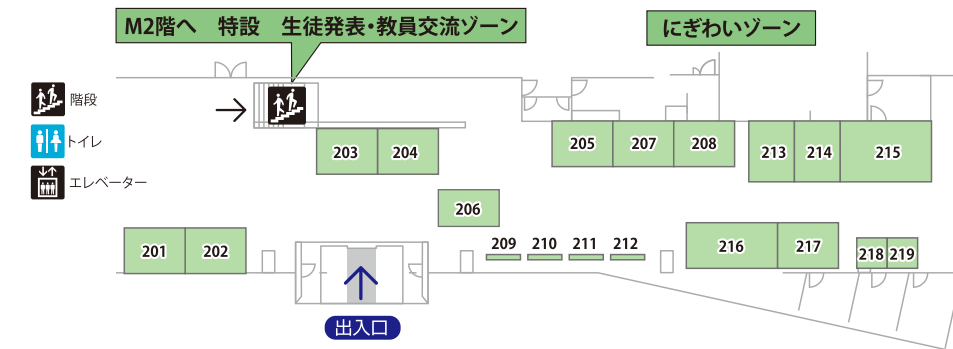 M2階へ 特設 生徒発表・教員交流ゾーン
にぎわいゾーン
階段
トイレ
エレベーター
203 204
205 207 208
213 214 215
206
201 202
209 210 211 212
216 217
218 219
出入口